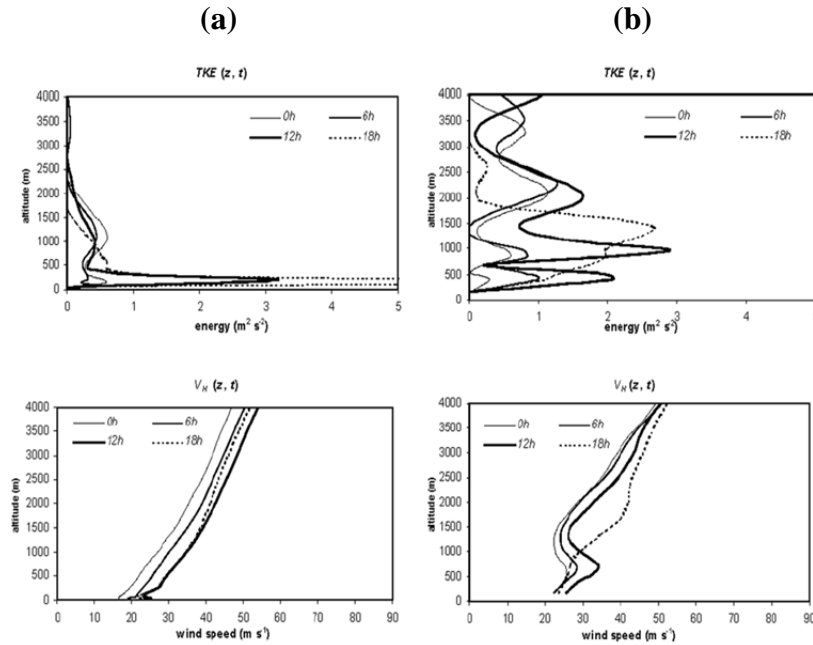 (a) (b)
TKE (z, t) TKE (z, t)
4000 4000
0h 6h 0h 6h
3500 3500
12h 18h 12h 18h
3000 3000
2500 2500
altitude (m) altitude (m)
2000 2000
1500 1500
1000 1000
500 500
0 0
0 1 2 3 4 5 0 1 2 3 4
energy (m² s⁻²) energy (m² s⁻²)
V_H (z, t) V_H (z, t)
4000 4000
0h 6h 0h 6h
3500 3500
12h 18h 12h 18h
3000 3000
2500 2500
altitude (m) altitude (m)
2000 2000
1500 1500
1000 1000
500 500
0 0
0 10 20 30 40 50 60 70 80 90 0 10 20 30 40 50 60 70 80 90
wind speed (m s⁻¹) wind speed (m s⁻¹)